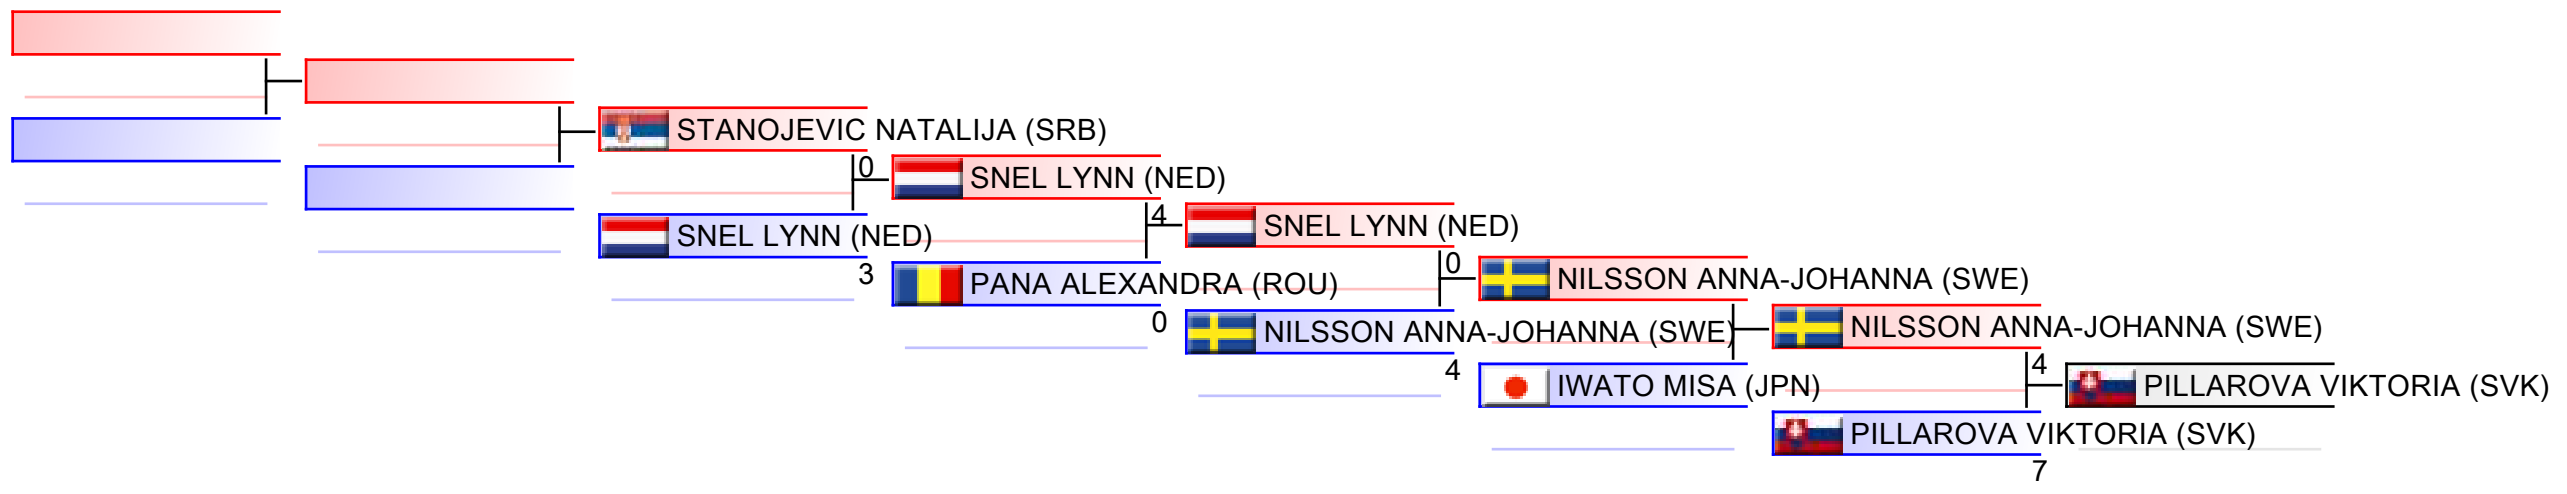 STANOJEVIC NATALIJA (SRB)
0
SNEL LYNN (NED)
3
SNEL LYNN (NED)
4
PANA ALEXANDRA (ROU)
0
SNEL LYNN (NED)
0
NILSSON ANNA-JOHANNA (SWE)
4
NILSSON ANNA-JOHANNA (SWE)
IWATO MISA (JPN)
NILSSON ANNA-JOHANNA (SWE)
4
PILLAROVA VIKTORIA (SVK)
7
PILLAROVA VIKTORIA (SVK)